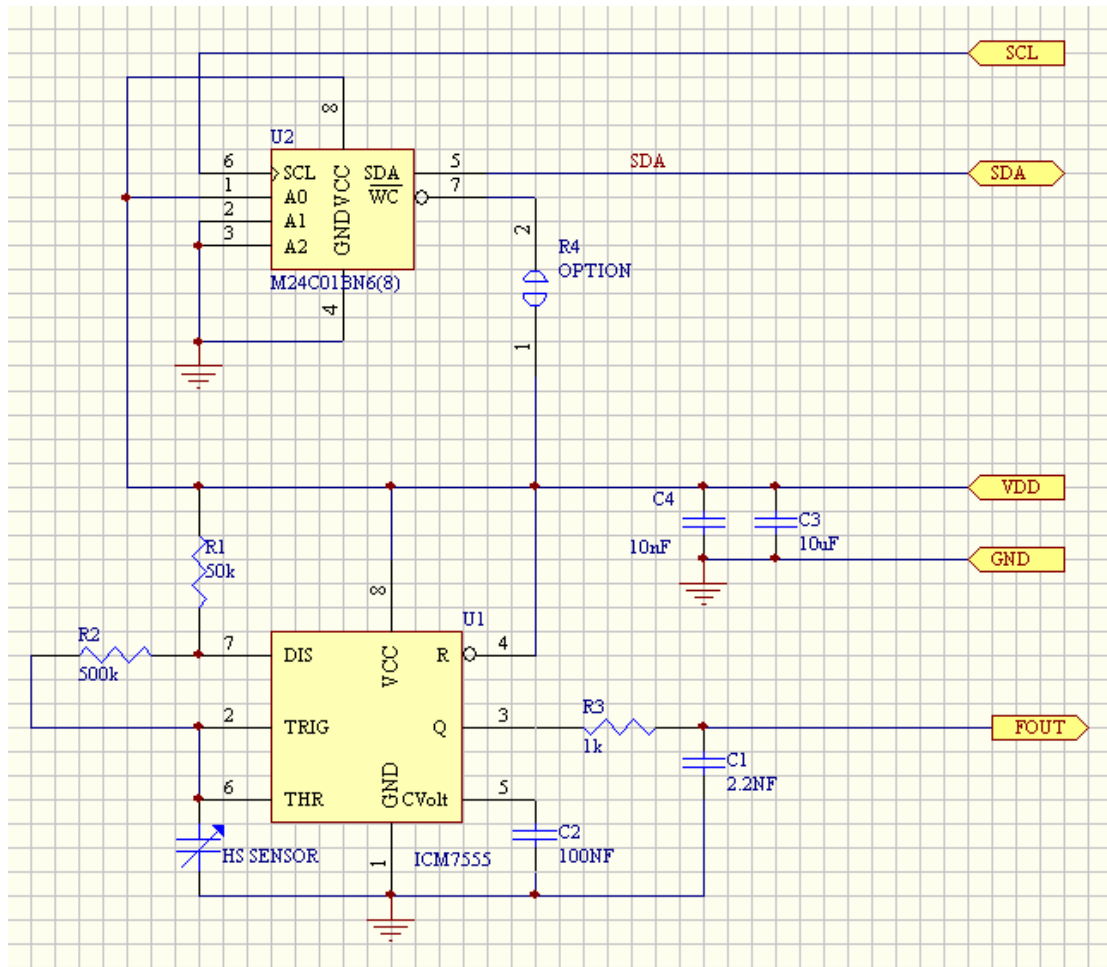 SCL
8
U2
6
SCL
SDA
5
SDA
SDA
1
A0
WC
7
2
A1
3
A2
GND
VCC
M24C01BN6(8)
4
2
R4
OPTION
1
VDD
C4
10nF
C3
10uF
GND
R1
50k
8
U1
R2
500k
7
DIS
VCC
R
4
2
TRIG
Q
3
R3
1k
FOUT
C1
2.2NF
6
THR
GND
CVolt
5
C2
100NF
HS SENSOR
1
ICM7555